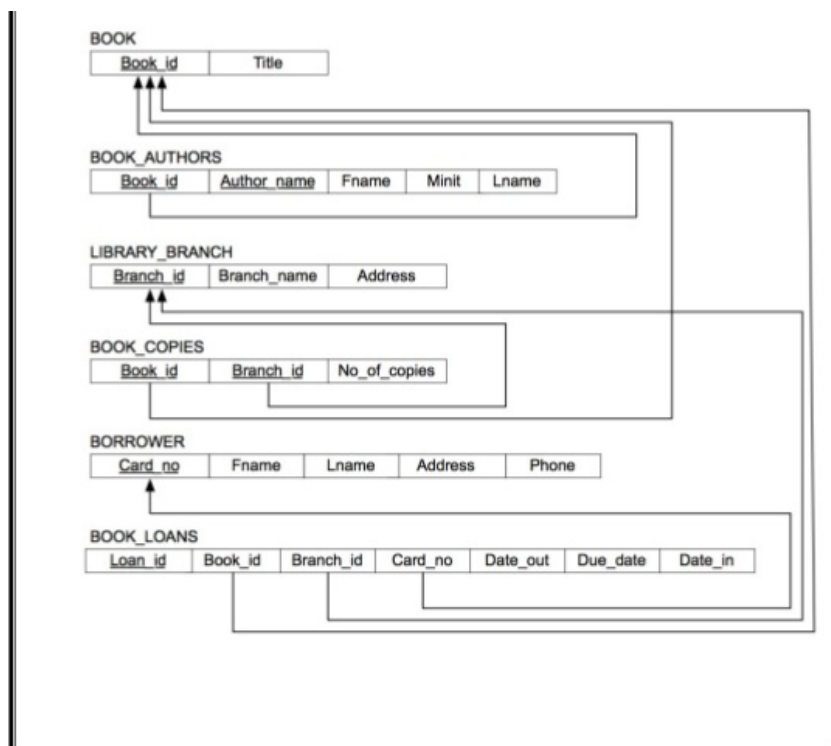 BOOK
Book_id Title
BOOK_AUTHORS
Book_id Author_name Fname Minit Lname
LIBRARY_BRANCH
Branch_id Branch_name Address
BOOK_COPIES
Book_id Branch_id No_of_copies
BORROWER
Card_no Fname Lname Address Phone
BOOK_LOANS
Loan_id Book_id Branch_id Card_no Date_out Due_date Date_in